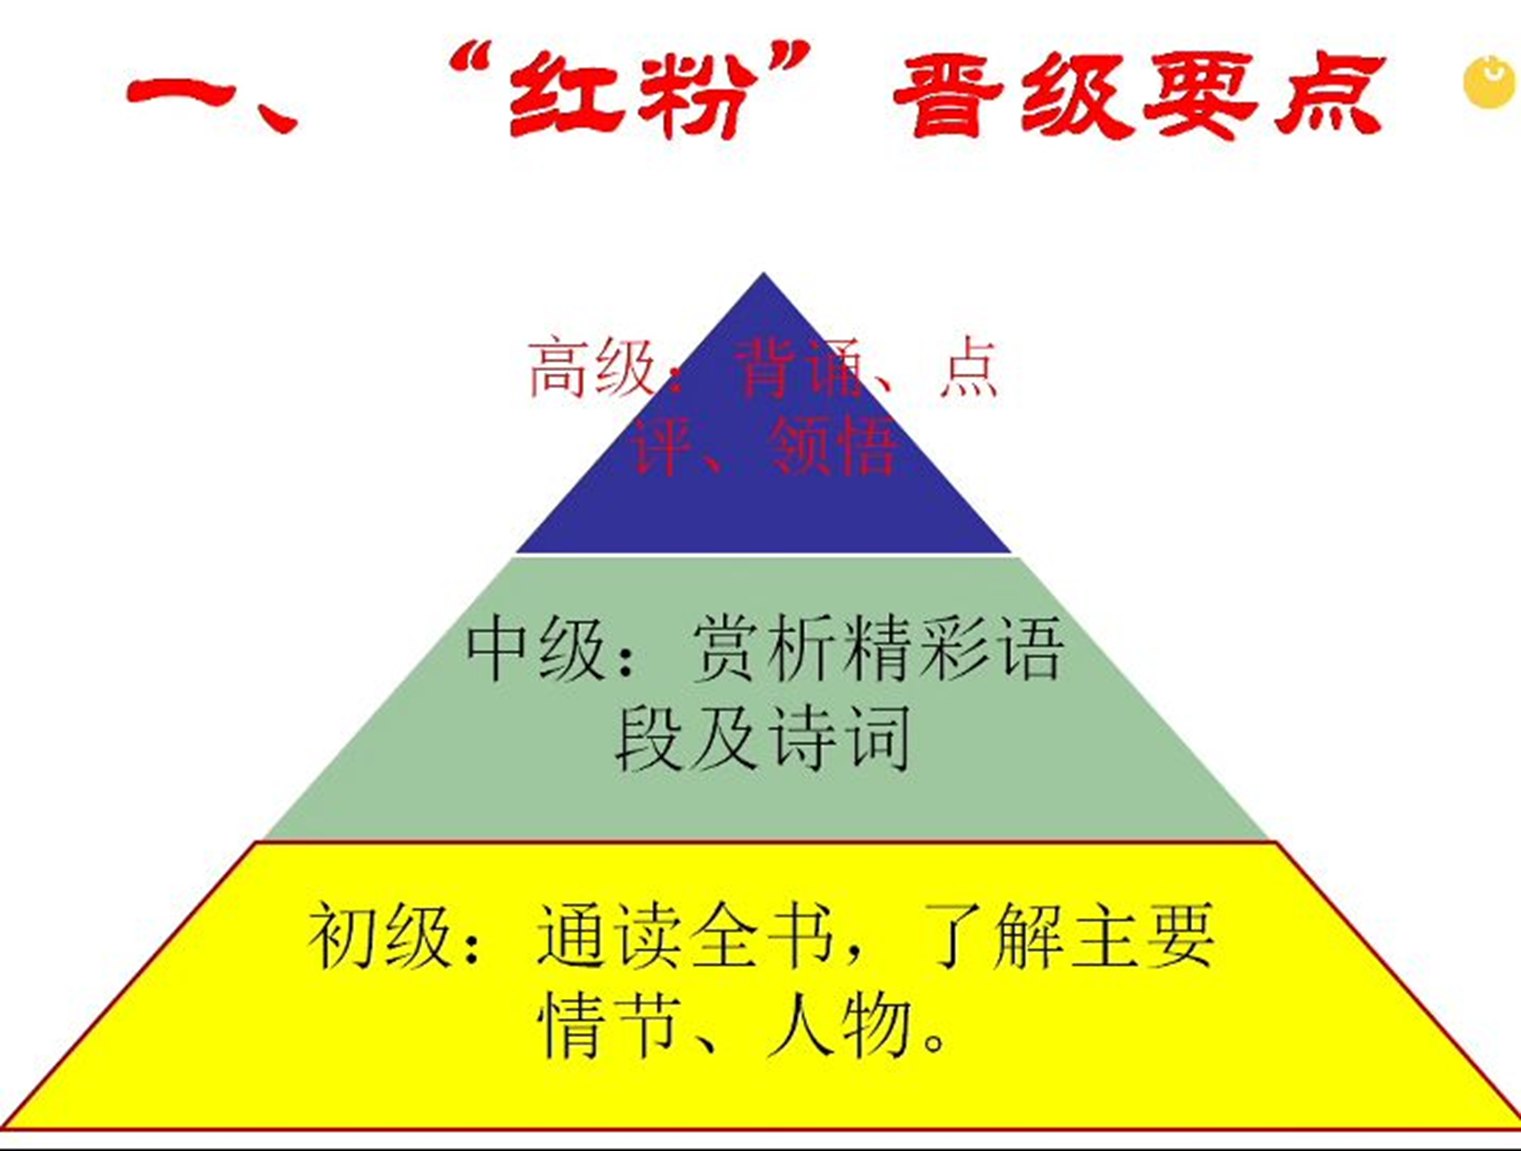 一、“红粉”晋级要点
高级：背诵、点
评、领悟
中级：赏析精彩语
段及诗词
初级：通读全书，了解主要
情节、人物。